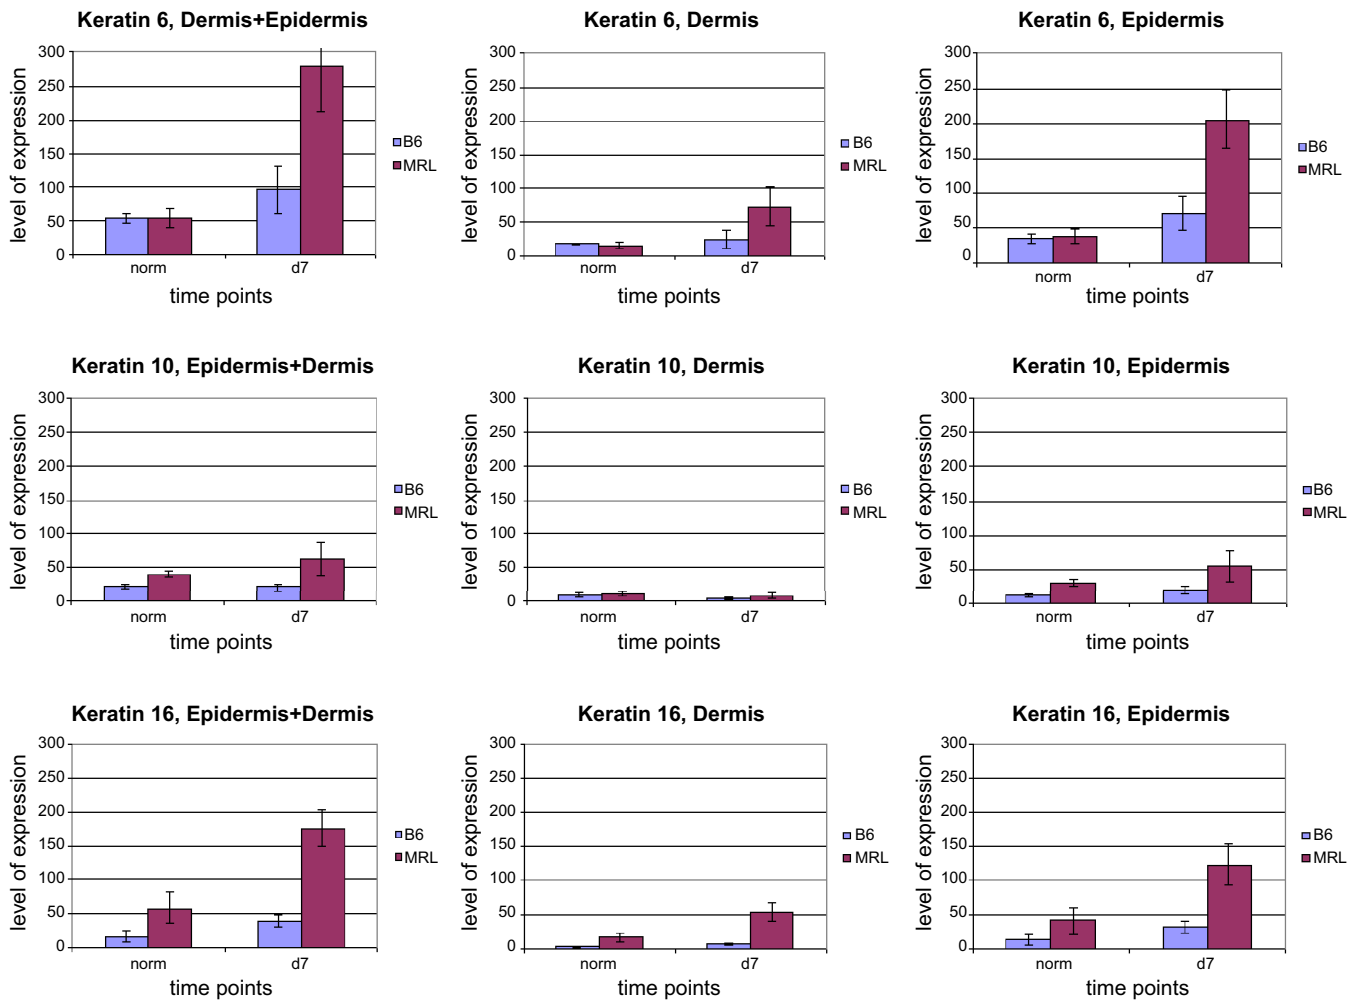 Keratin 6, Dermis+Epidermis
level of expression
300
250
200
150
100
50
0
norm d7
time points
B6
MRL
Keratin 6, Dermis
level of expression
300
250
200
150
100
50
0
norm d7
time points
B6
MRL
Keratin 6, Epidermis
level of expression
300
250
200
150
100
50
0
norm d7
time points
B6
MRL
Keratin 10, Epidermis+Dermis
level of expression
300
250
200
150
100
50
0
norm d7
time points
B6
MRL
Keratin 10, Dermis
level of expression
300
250
200
150
100
50
0
norm d7
time points
B6
MRL
Keratin 10, Epidermis
level of expression
300
250
200
150
100
50
0
norm d7
time points
B6
MRL
Keratin 16, Epidermis+Dermis
level of expression
300
250
200
150
100
50
0
norm d7
time points
B6
MRL
Keratin 16, Dermis
level of expression
300
250
200
150
100
50
0
norm d7
time points
B6
MRL
Keratin 16, Epidermis
level of expression
300
250
200
150
100
50
0
norm d7
time points
B6
MRL